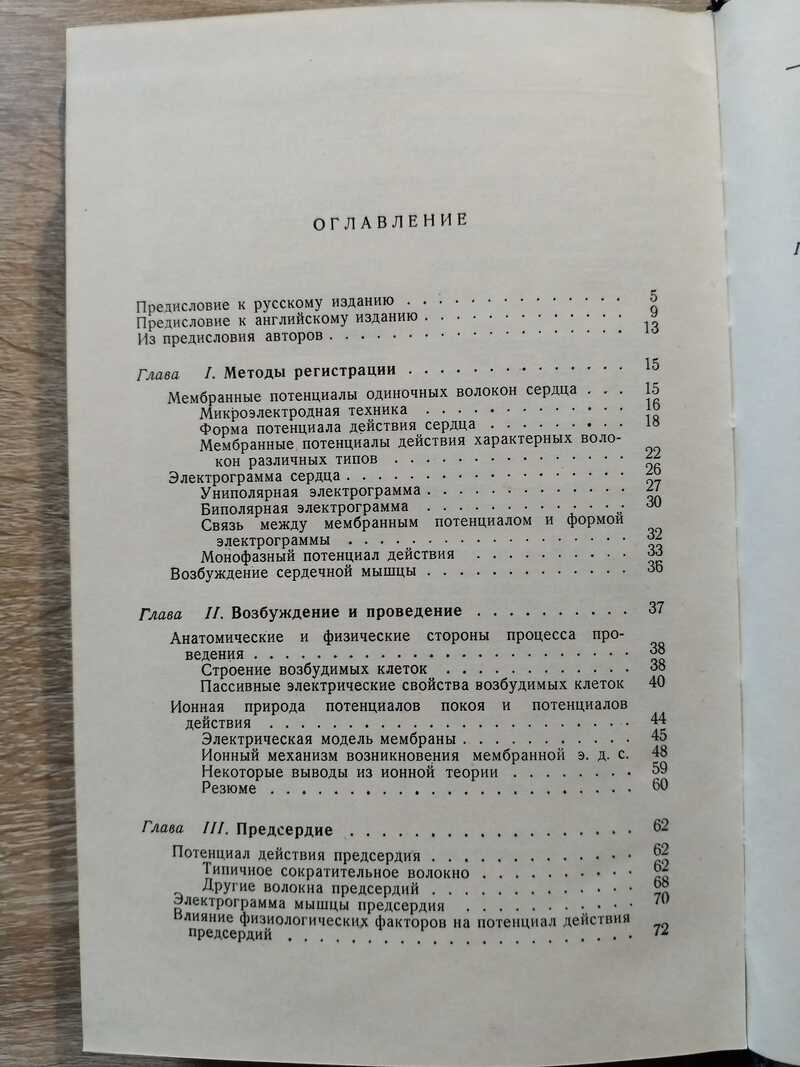 ОГЛАВЛЕНИЕ
Предисловие к русскому изданию . . . . . . . . . . . . . . 5
Предисловие к английскому изданию . . . . . . . . . . . . . 9
Из предисловия авторов . . . . . . . . . . . . . . . . . . 13
Глава I. Методы регистрации . . . . . . . . . . . . . . 15
Мембранные потенциалы одиночных волокон сердца . . . 15
Микроэлектродная техника . . . . . . . . . . . . 16
Форма потенциала действия сердца . . . . . . . . . 18
Мембранные потенциалы действия характерных воло-
кон различных типов . . . . . . . . . . . . . 22
Электрограмма сердца . . . . . . . . . . . . . . . . . 26
Униполярная электрограмма . . . . . . . . . . . . 27
Биполярная электрограмма . . . . . . . . . . . . 30
Связь между мембранным потенциалом и формой
электрограммы . . . . . . . . . . . . . . . . 32
Монофазный потенциал действия . . . . . . . . . . 33
Возбуждение сердечной мышцы . . . . . . . . . . . . . 36
Глава II. Возбуждение и проведение . . . . . . . . . . 37
Анатомические и физические стороны процесса про-
ведения . . . . . . . . . . . . . . . . . . . . . . . 38
Строение возбудимых клеток . . . . . . . . . . . . 38
Пассивные электрические свойства возбудимых клеток 40
Ионная природа потенциалов покоя и потенциалов
действия . . . . . . . . . . . . . . . . . . . . . . 44
Электрическая модель мембраны . . . . . . . . . . . 45
Ионный механизм возникновения мембранной э. д. с. 48
Некоторые выводы из ионной теории . . . . . . . . 59
Резюме . . . . . . . . . . . . . . . . . . . . . . 60
Глава III. Предсердие . . . . . . . . . . . . . . . . . . 62
Потенциал действия предсердия . . . . . . . . . . . . . 62
Типичное сократительное волокно . . . . . . . . . . 62
Другие волокна предсердий . . . . . . . . . . . . . 68
Электрограмма мышцы предсердия . . . . . . . . . . . 70
Влияние физиологических факторов на потенциал действия
предсердий . . . . . . . . . . . . . . . . . . . . . 72